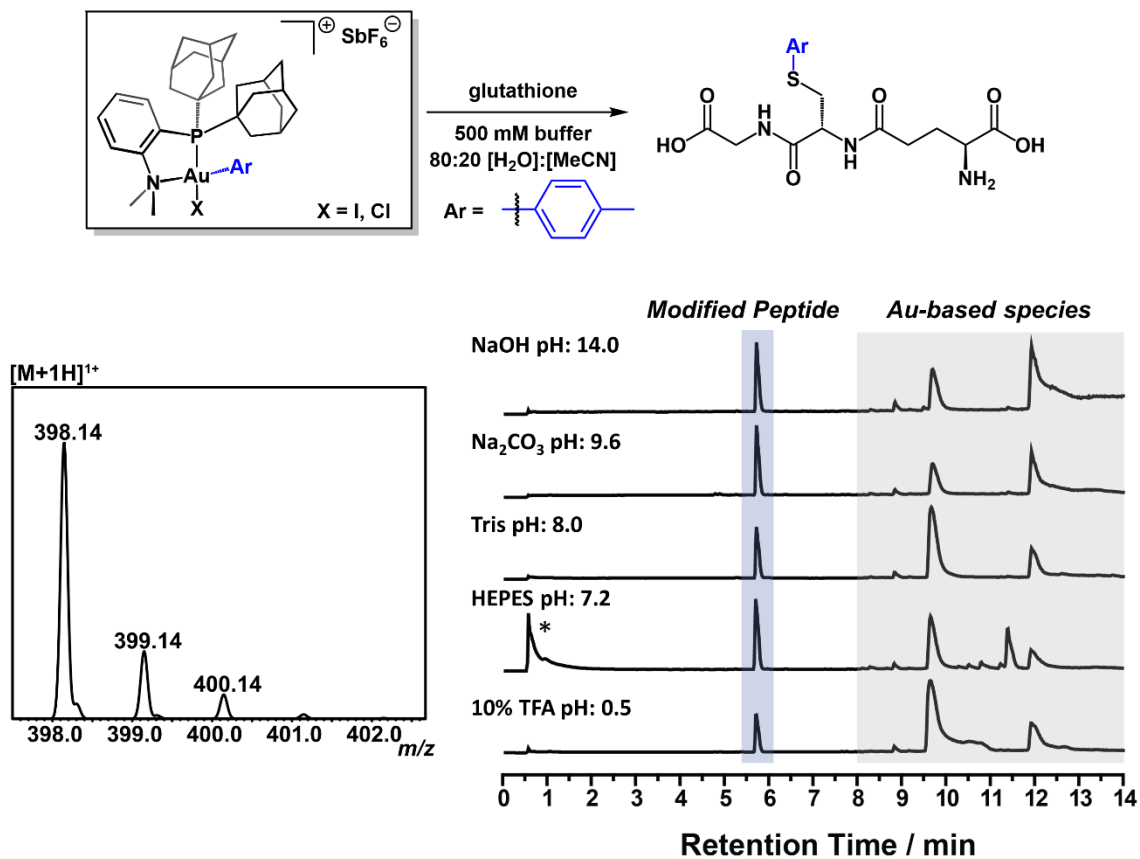 ⊕ SbF₆⊖
P
Au
Ar
N
X
X = I, Cl
glutathione
500 mM buffer
80:20 [H₂O]:[MeCN]
Ar =
Ar
S
O
HO
H
N
O
N
H
O
O
OH
NH₂
Modified Peptide
Au-based species
[M+1H]¹⁺
398.14
399.14
400.14
398.0 399.0 400.0 401.0 402.0
m/z
NaOH pH: 14.0
Na₂CO₃ pH: 9.6
Tris pH: 8.0
HEPES pH: 7.2
*
10% TFA pH: 0.5
0 1 2 3 4 5 6 7 8 9 10 11 12 13 14
Retention Time / min